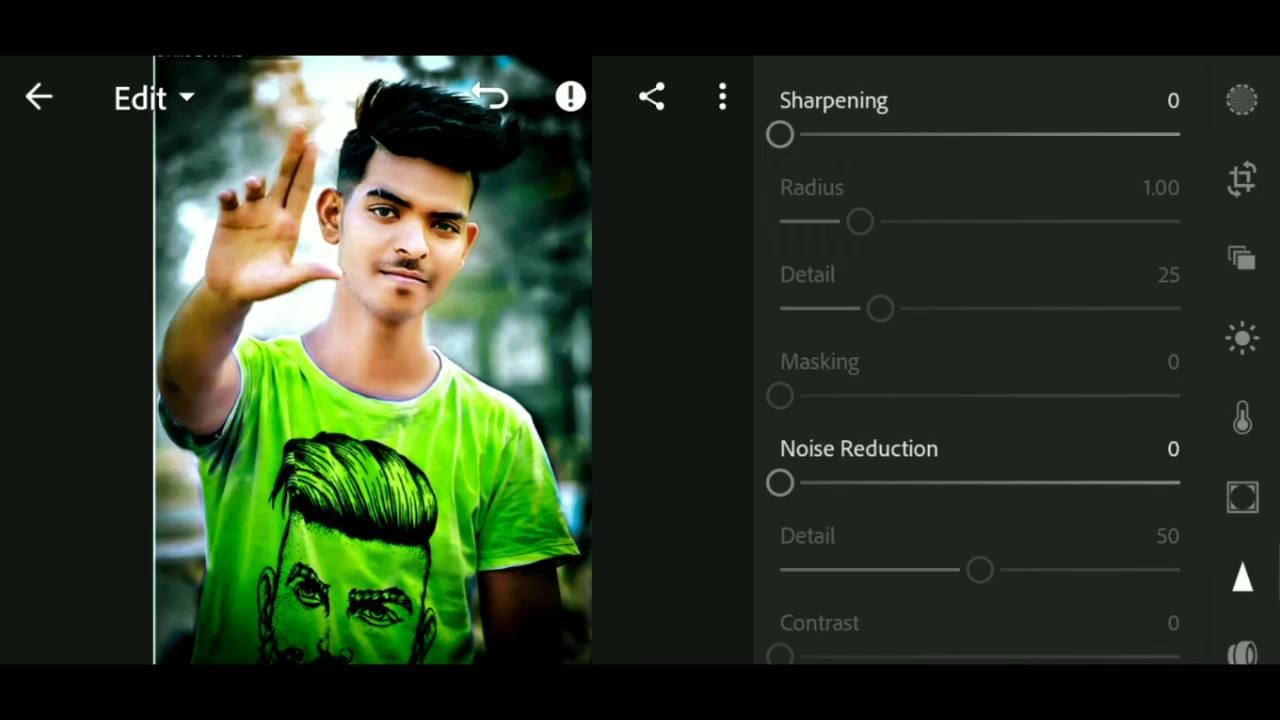 Edit
Sharpening 0
Radius 1.00
Detail 25
Masking 0
Noise Reduction 0
Detail 50
Contrast 0